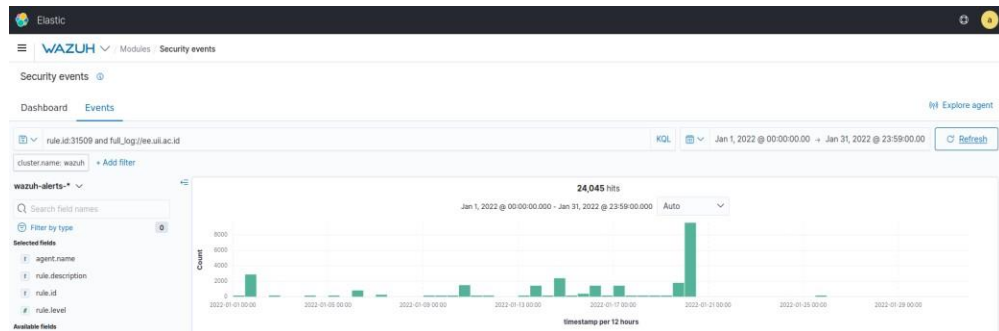 Elastic
a
WAZUH Modules Security events
Security events
Dashboard Events
Explore agent
rule.id:31509 and full_log://ee.uii.ac.id KQL Jan 1, 2022 @ 00:00:00.00 → Jan 31, 2022 @ 23:59:00.00 Refresh
cluster.name: wazuh + Add filter
wazuh-alerts-*
Search field names
Filter by type 0
Selected fields
t agent.name
t rule.description
t rule.id
# rule.level
Available fields
24,045 hits
Jan 1, 2022 @ 00:00:00.000 - Jan 31, 2022 @ 23:59:00.000 Auto
Count
8000
6000
4000
2000
0
2022-01-01 00:00 2022-01-05 00:00 2022-01-09 00:00 2022-01-13 00:00 2022-01-17 00:00 2022-01-21 00:00 2022-01-25 00:00 2022-01-29 00:00
timestamp per 12 hours